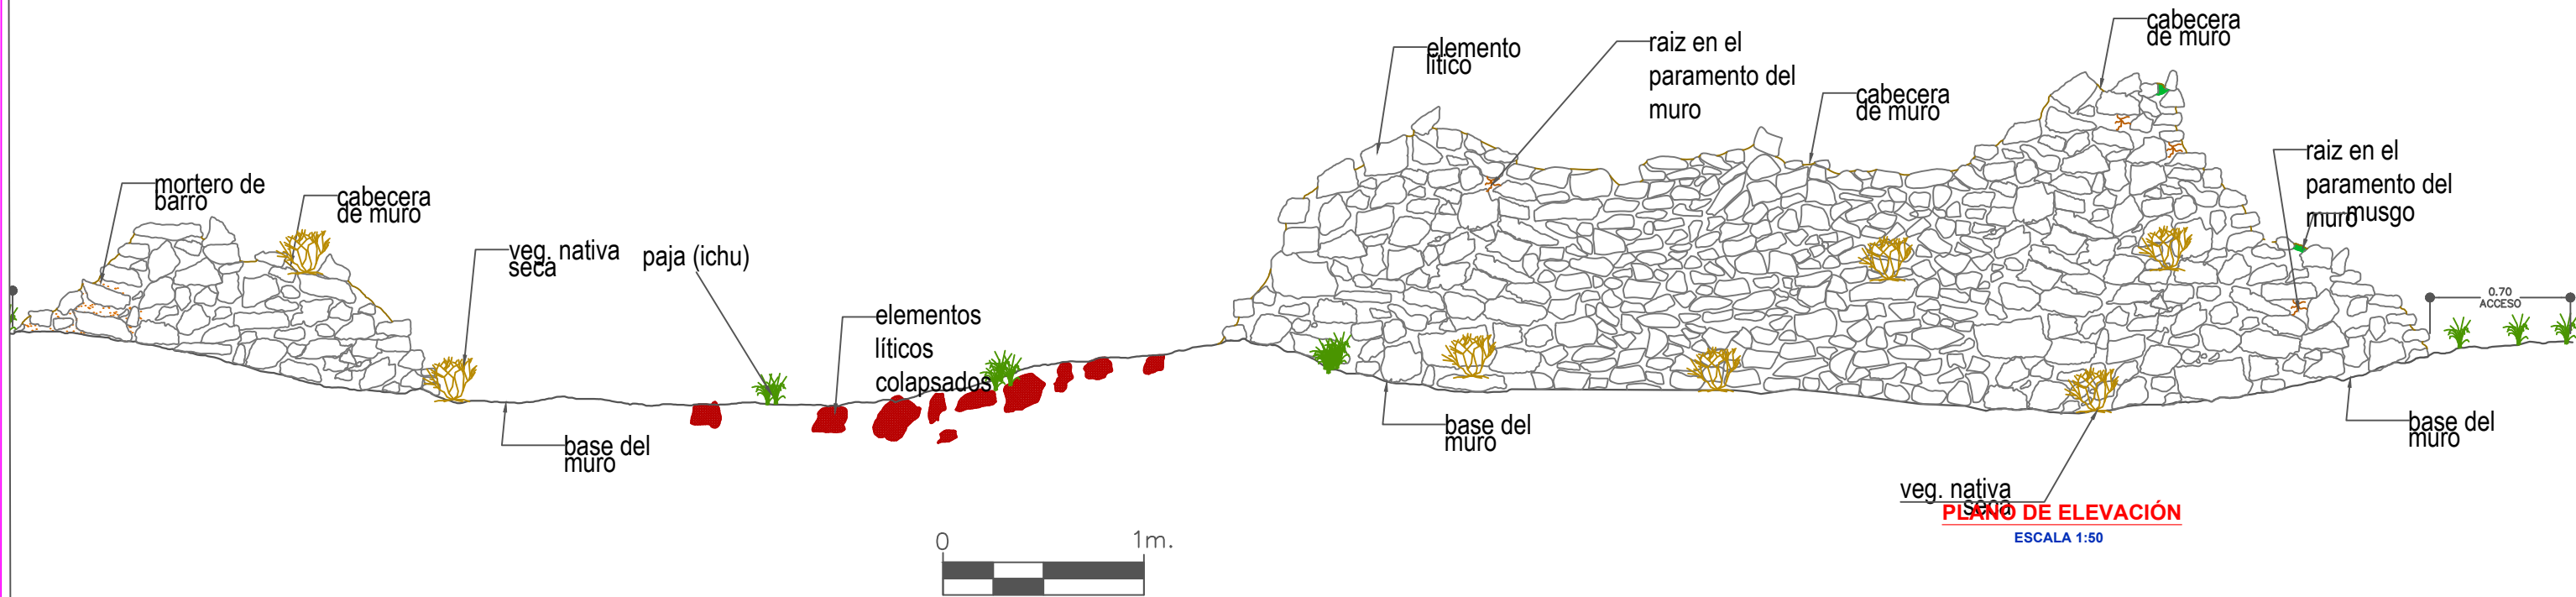 cabecera
de muro
elemento
lítico
raiz en el
paramento del
muro
cabecera
de muro
raiz en el
paramento del
muro
musgo
mortero de
barro
cabecera
de muro
veg. nativa
seca
paja (ichu)
elementos
líticos
colapsados
0.70
ACCESO
base del
muro
base del
muro
base del
muro
veg. nativa
seca
PLANO DE ELEVACIÓN
ESCALA 1:50
0 1m.